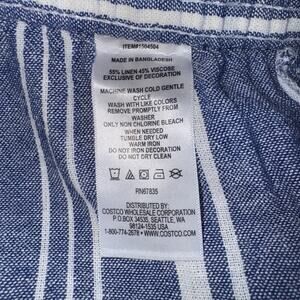 ITEM#1504504
MADE IN BANGLADESH
55% LINEN 45% VISCOSE
EXCLUSIVE OF DECORATION
MACHINE WASH COLD GENTLE
CYCLE
WASH WITH LIKE COLORS
REMOVE PROMPTLY FROM
WASHER
ONLY NON CHLORINE BLEACH
WHEN NEEDED
TUMBLE DRY LOW
WARM IRON
DO NOT IRON DECORATION
DO NOT DRY CLEAN
RN67835
DISTRIBUTED BY:
COSTCO WHOLESALE CORPORATION
P.O.BOX 34535, SEATTLE, WA
98124-1535 USA
1-800-774-2678 • WWW.COSTCO.COM